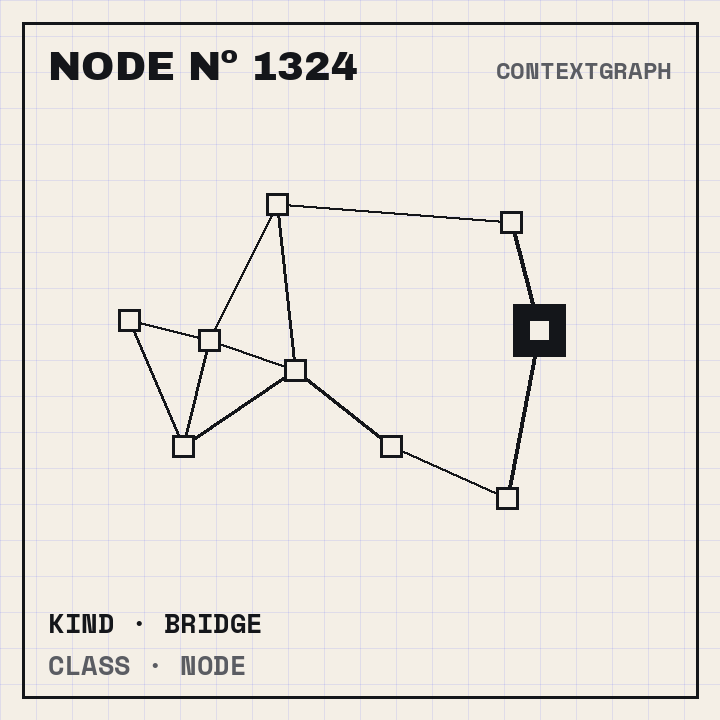 NODE Nº 1324
CONTEXTGRAPH
KIND · BRIDGE
CLASS · NODE